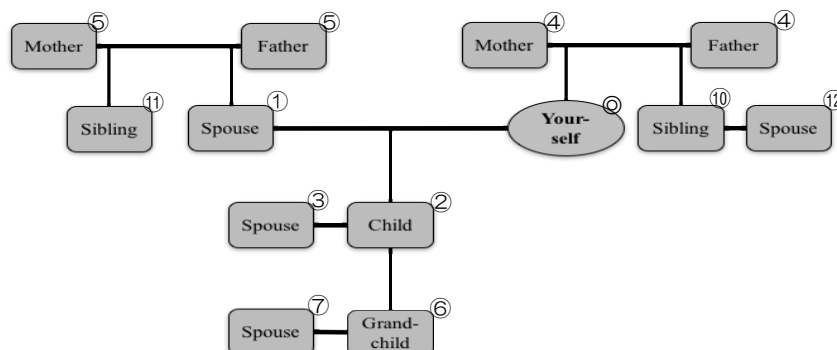 ⑤
⑤
Mother
Father
④
④
Mother
Father
⑪
Sibling
①
Spouse
◎
Your-
self
⑩
Sibling
⑫
Spouse
③
Spouse
②
Child
⑦
Spouse
⑥
Grand-
child